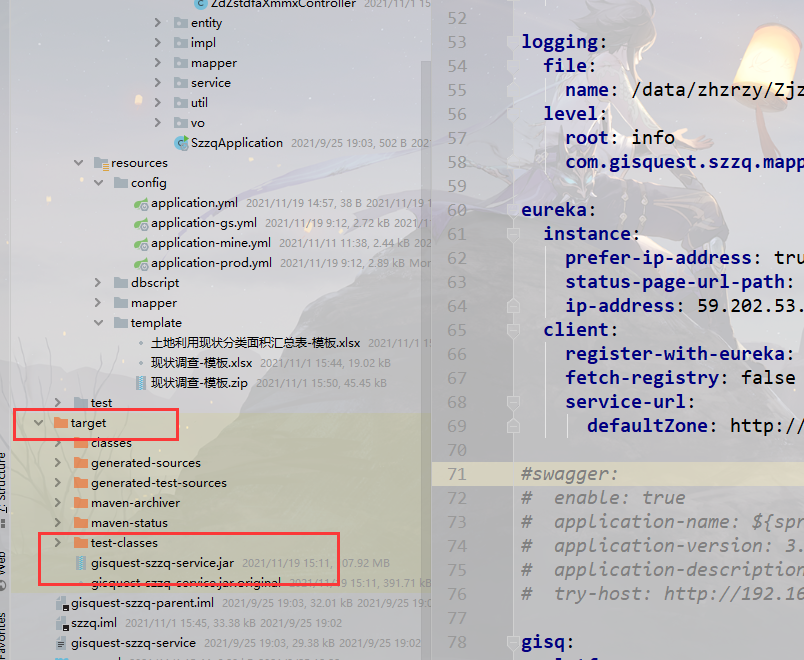 ZdZstdfaXmmxController 2021/11/1 15
entity
impl
mapper
service
util
vo
SzzqApplication 2021/9/25 19:03, 502 B 202
resources
config
application.yml 2021/11/19 14:57, 38 B 2021/11/19 1
application-gs.yml 2021/11/19 9:12, 2.72 kB 2021/1
application-mine.yml 2021/11/11 11:38, 2.44 kB 202
application-prod.yml 2021/11/19 9:12, 2.89 kB Mor
dbscript
mapper
template
土地利用现状分类面积汇总表-模板.xlsx 2021/11/1 1
现状调查-模板.xlsx 2021/11/1 15:44, 19.02 kB
现状调查-模板.zip 2021/11/1 15:50, 45.45 kB
test
target
classes
generated-sources
generated-test-sources
maven-archiver
maven-status
test-classes
gisquest-szzq-service.jar 2021/11/19 15:11, 107.92 MB
gisquest-szzq-service.jar.original 2021/11/19 15:11, 391.71 kB
gisquest-szzq-parent.iml 2021/9/25 19:03, 32.01 kB 2021/9
szzq.iml 2021/11/1 15:45, 33.38 kB 2021/9/25 19:02
gisquest-szzq-service 2021/9/25 19:03, 29.38 kB 2021/9/25 19:02
Z: Structure
Web
Favorites
52
53 logging:
54 file:
55 name: /data/zhzrzy/Zjz
56 level:
57 root: info
58 com.gisquest.szzq.mapp
59
60 eureka:
61 instance:
62 prefer-ip-address: tru
63 status-page-url-path:
64 ip-address: 59.202.53.
65 client:
66 register-with-eureka:
67 fetch-registry: false
68 service-url:
69 defaultZone: http://
70
71 #swagger:
72 # enable: true
73 # application-name: ${spr
74 # application-version: 3.
75 # application-description
76 # try-host: http://192.16
77
78 gisq: